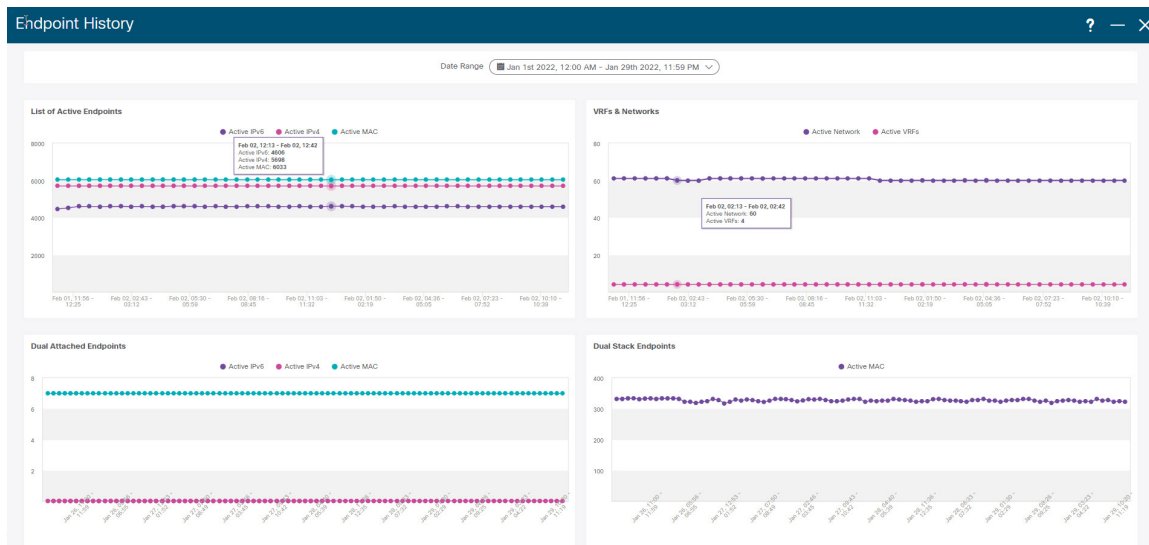 Endpoint History
? — ×
Date Range Jan 1st 2022, 12:00 AM – Jan 29th 2022, 11:59 PM
List of Active Endpoints
Active IPv6 Active IPv4 Active MAC
Feb 02, 12:13 - Feb 02, 12:42
Active IPv6: 4606
Active IPv4: 5698
Active MAC: 6033
8000
6000
4000
2000
Feb 01, 11:56 - 12:25
Feb 02, 02:43 - 03:12
Feb 02, 05:30 - 05:59
Feb 02, 08:16 - 08:45
Feb 02, 11:03 - 11:32
Feb 02, 01:50 - 02:19
Feb 02, 04:36 - 05:05
Feb 02, 07:23 - 07:52
Feb 02, 10:10 - 10:39
VRFs & Networks
Active Network Active VRFs
80
60
40
20
Feb 02, 02:13 - Feb 02, 02:42
Active Network: 60
Active VRFs: 4
Feb 01, 11:56 - 12:25
Feb 02, 02:43 - 03:12
Feb 02, 05:30 - 05:59
Feb 02, 08:16 - 08:45
Feb 02, 11:03 - 11:32
Feb 02, 01:50 - 02:19
Feb 02, 04:36 - 05:05
Feb 02, 07:23 - 07:52
Feb 02, 10:10 - 10:39
Dual Attached Endpoints
Active IPv6 Active IPv4 Active MAC
8
6
4
2
Dual Stack Endpoints
Active MAC
400
300
200
100